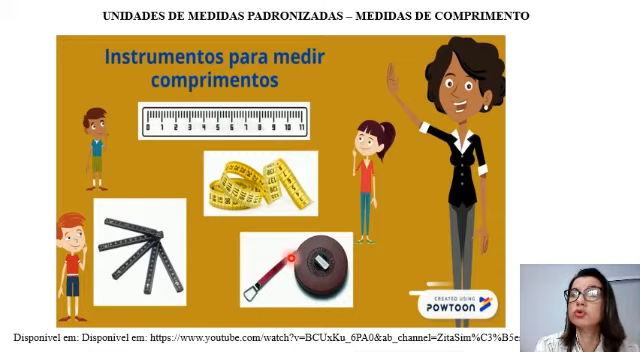 UNIDADES DE MEDIDAS PADRONIZADAS – MEDIDAS DE COMPRIMENTO
Instrumentos para medir
comprimentos
0 1 2 3 4 5 6 7 8 9 10 11
CREATED USING
POWTOON
Disponível em: Disponível em: https://www.youtube.com/watch?v=BCUxKu_6PA0&ab_channel=ZitaSim%C3%B5es